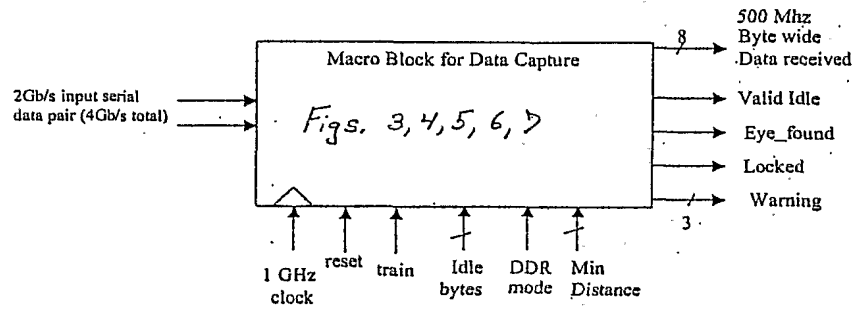 500 Mhz
8
Byte wide
Data received
Macro Block for Data Capture
2Gb/s input serial
data pair (4Gb/s total)
Figs. 3,4,5,6,7
Valid Idle
Eye_found
Locked
Warning
3
1 GHz
clock
reset
train
Idle
bytes
DDR
mode
Min
Distance